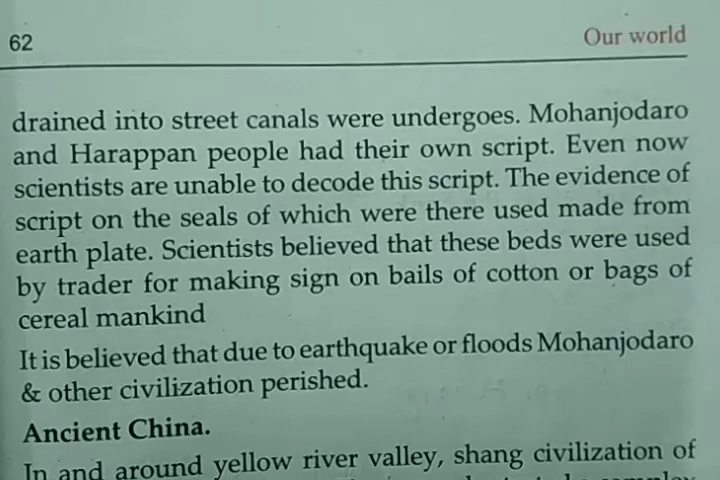 62
Our world
drained into street canals were undergoes. Mohanjodaro
and Harappan people had their own script. Even now
scientists are unable to decode this script. The evidence of
script on the seals of which were there used made from
earth plate. Scientists believed that these beds were used
by trader for making sign on bails of cotton or bags of
cereal mankind
It is believed that due to earthquake or floods Mohanjodaro
& other civilization perished.
Ancient China.
In and around yellow river valley, shang civilization of